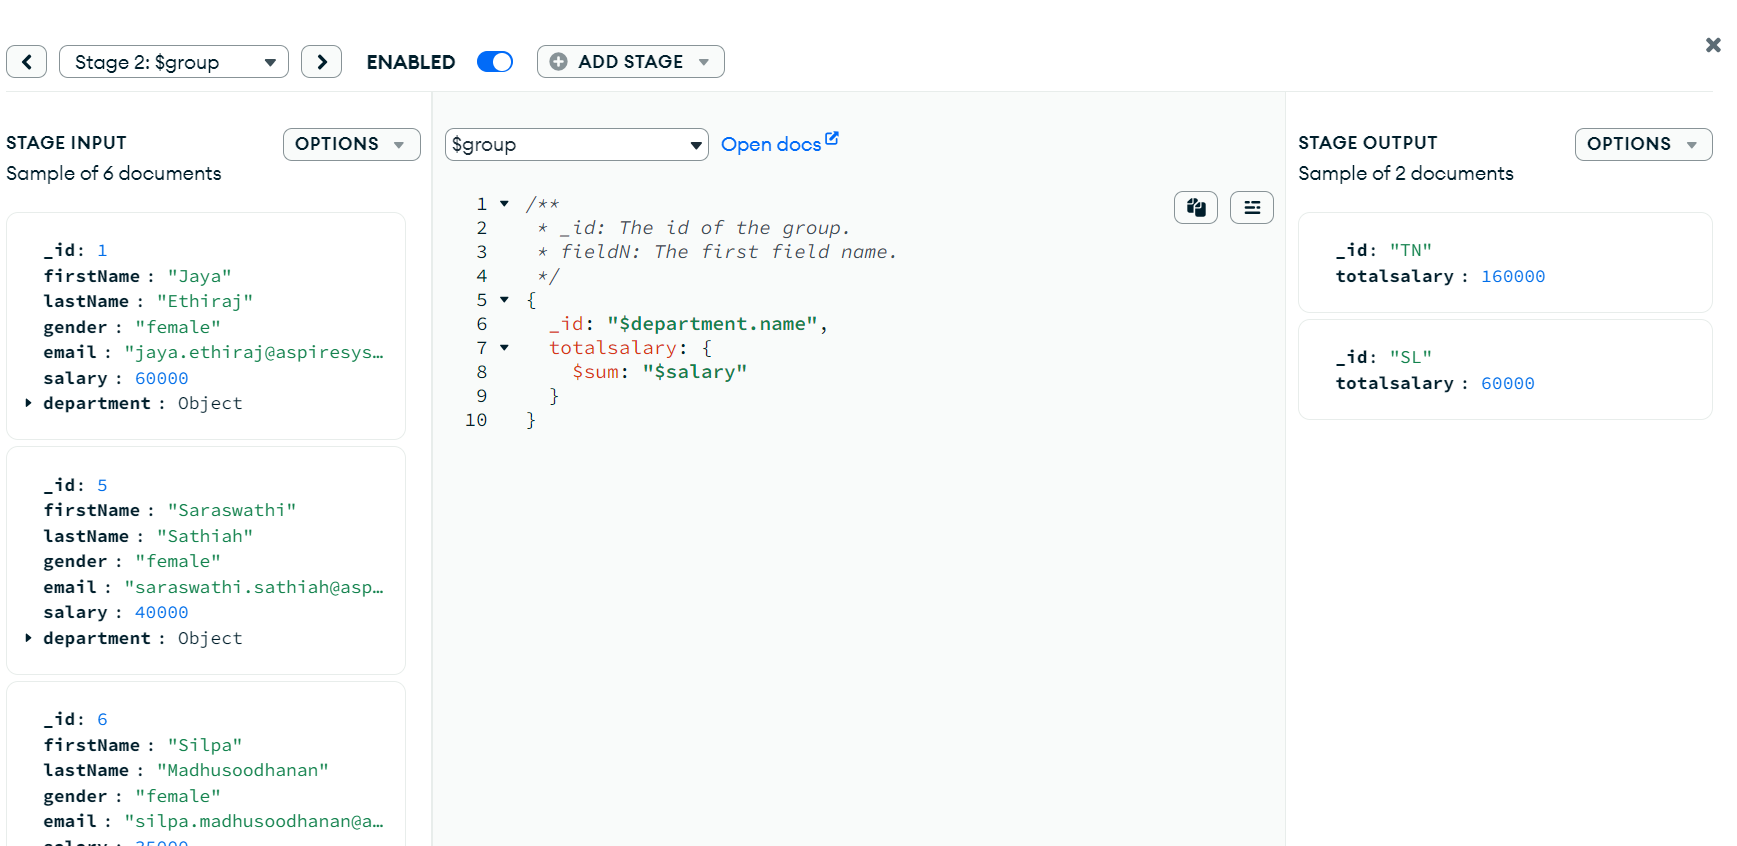 Stage 2: $group
ENABLED
ADD STAGE
STAGE INPUT
OPTIONS
Sample of 6 documents
_id: 1
firstName : "Jaya"
lastName : "Ethiraj"
gender : "female"
email : "jaya.ethiraj@aspiresys…
salary : 60000
department : Object
_id: 5
firstName : "Saraswathi"
lastName : "Sathiah"
gender : "female"
email : "saraswathi.sathiah@asp…
salary : 40000
department : Object
_id: 6
firstName : "Silpa"
lastName : "Madhusoodhanan"
gender : "female"
email : "silpa.madhusoodhanan@a…
$group
Open docs
1 /**
2 * _id: The id of the group.
3 * fieldN: The first field name.
4 */
5 {
6 _id: "$department.name",
7 totalsalary: {
8 $sum: "$salary"
9 }
10 }
STAGE OUTPUT
OPTIONS
Sample of 2 documents
_id: "TN"
totalsalary : 160000
_id: "SL"
totalsalary : 60000